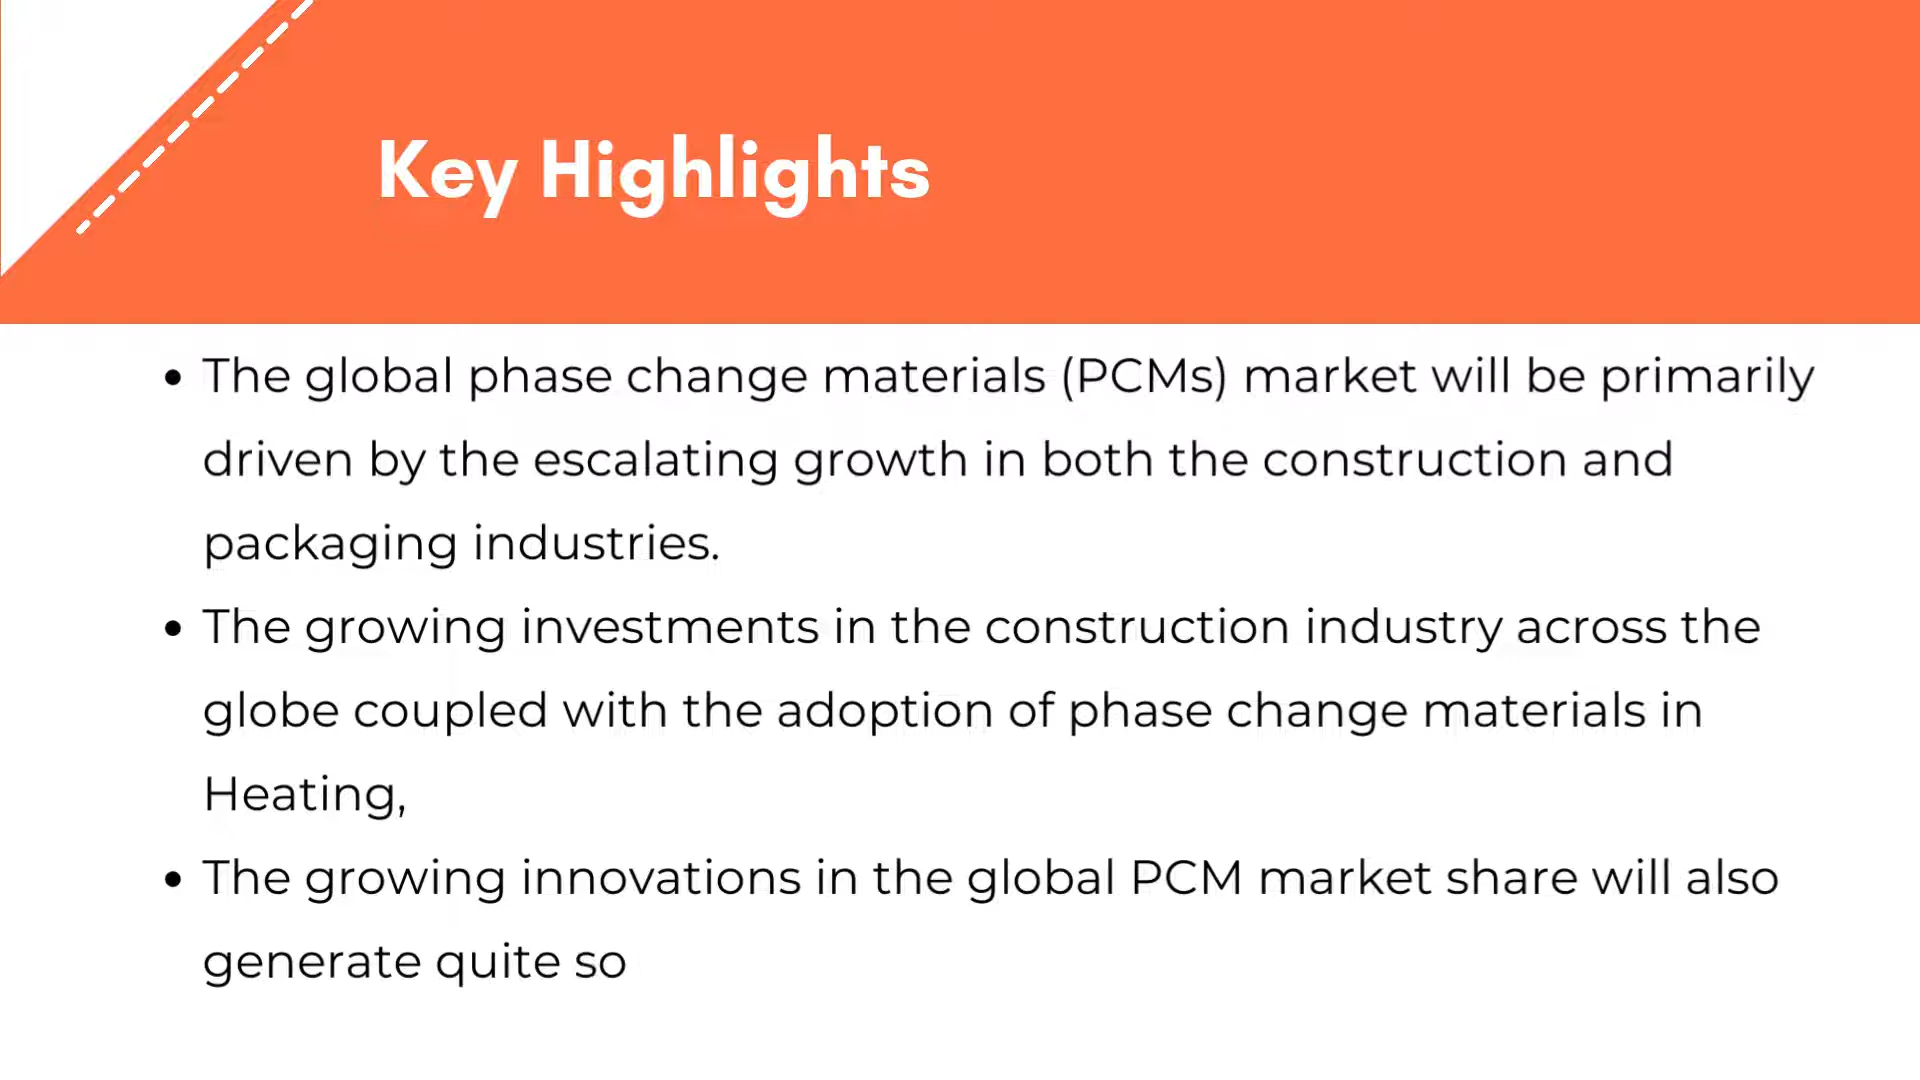 Key Highlights
• The global phase change materials (PCMs) market will be primarily
driven by the escalating growth in both the construction and
packaging industries.
• The growing investments in the construction industry across the
globe coupled with the adoption of phase change materials in
Heating,
• The growing innovations in the global PCM market share will also
generate quite so